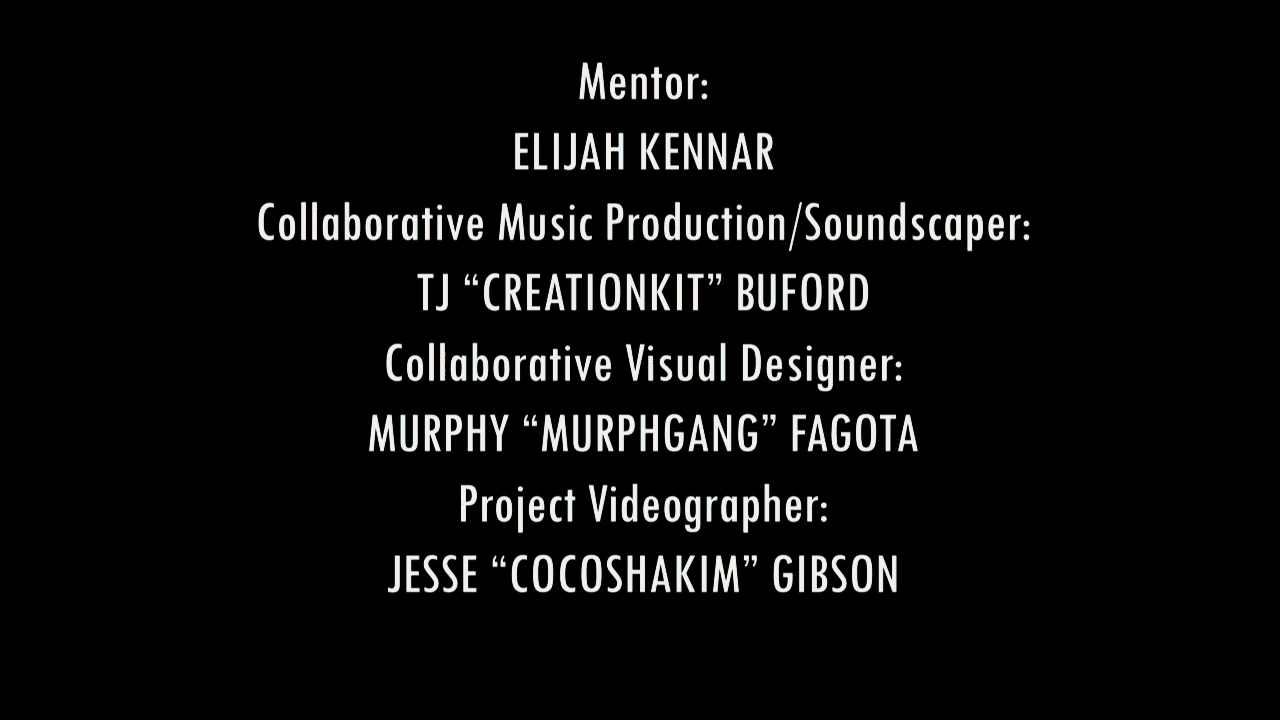 Mentor:
ELIJAH KENNAR
Collaborative Music Production/Soundscaper:
TJ “CREATIONKIT” BUFORD
Collaborative Visual Designer:
MURPHY “MURPHGANG” FAGOTA
Project Videographer:
JESSE “COCOSHAKIM” GIBSON